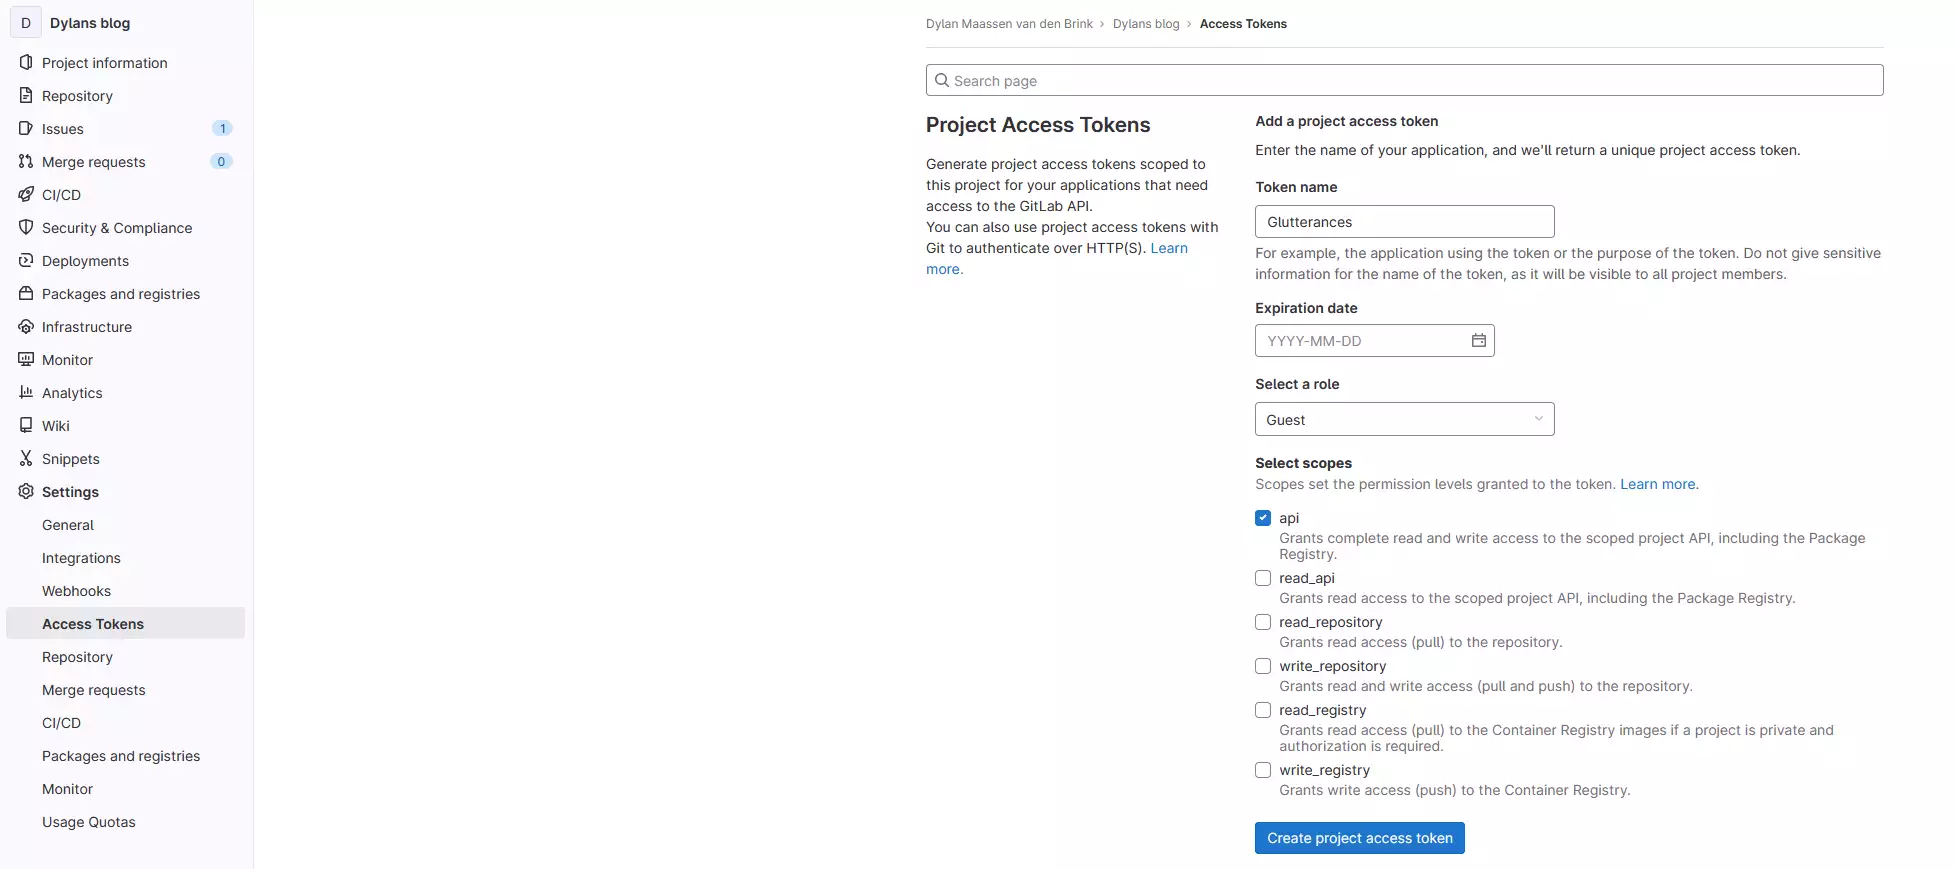 D Dylans blog
Project information
Repository
Issues 1
Merge requests 0
CI/CD
Security & Compliance
Deployments
Packages and registries
Infrastructure
Monitor
Analytics
Wiki
Snippets
Settings
General
Integrations
Webhooks
Access Tokens
Repository
Merge requests
CI/CD
Packages and registries
Monitor
Usage Quotas
Dylan Maassen van den Brink › Dylans blog › Access Tokens
Search page
Project Access Tokens
Generate project access tokens scoped to
this project for your applications that need
access to the GitLab API.
You can also use project access tokens with
Git to authenticate over HTTP(S). Learn
more.
Add a project access token
Enter the name of your application, and we'll return a unique project access token.
Token name
Glutterances
For example, the application using the token or the purpose of the token. Do not give sensitive
information for the name of the token, as it will be visible to all project members.
Expiration date
YYYY-MM-DD
Select a role
Guest
Select scopes
Scopes set the permission levels granted to the token. Learn more.
api
Grants complete read and write access to the scoped project API, including the Package
Registry.
read_api
Grants read access to the scoped project API, including the Package Registry.
read_repository
Grants read access (pull) to the repository.
write_repository
Grants read and write access (pull and push) to the repository.
read_registry
Grants read access (pull) to the Container Registry images if a project is private and
authorization is required.
write_registry
Grants write access (push) to the Container Registry.
Create project access token